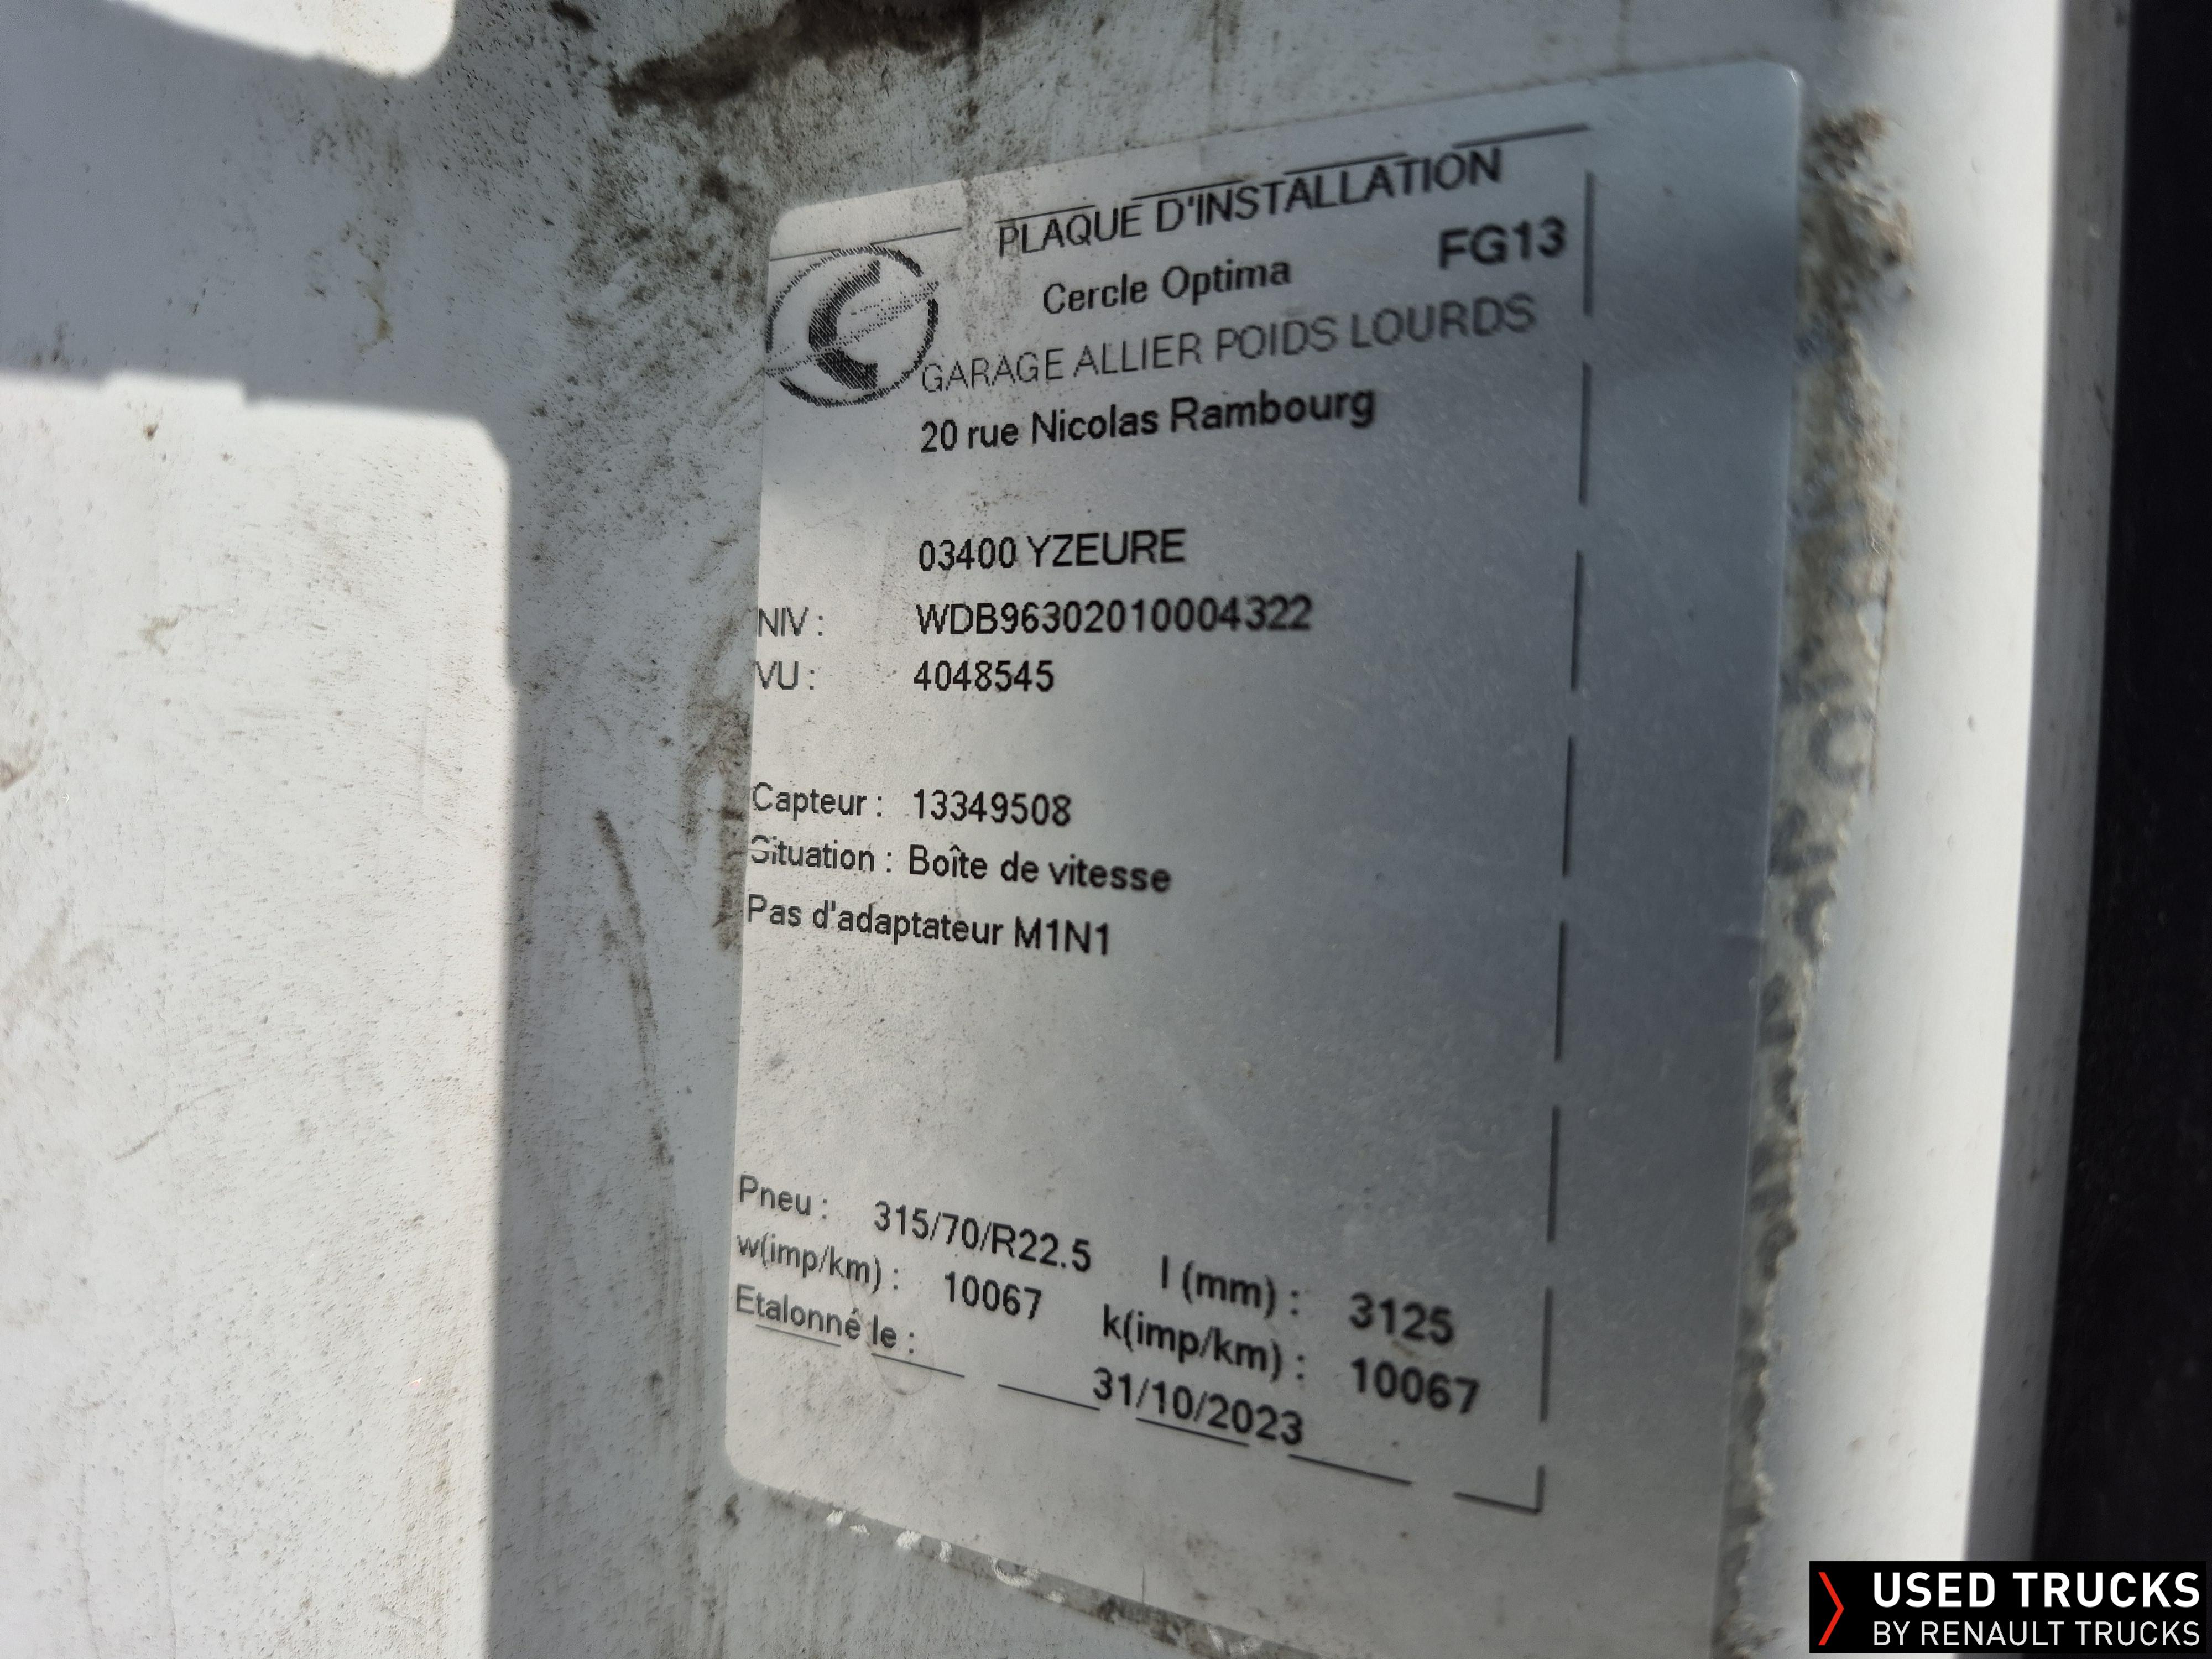 PLAQUE D'INSTALLATION
Cercle Optima FG13
GARAGE ALLIER POIDS LOURDS
20 rue Nicolas Rambourg
03400 YZEURE
NIV : WDB96302010004322
VU : 4048545
Capteur : 13349508
Situation : Boîte de vitesse
Pas d'adaptateur M1N1
Pneu : 315/70/R22.5 l (mm) : 3125
w(imp/km) : 10067 k(imp/km) : 10067
Etalonné le : 31/10/2023
USED TRUCKS
BY RENAULT TRUCKS